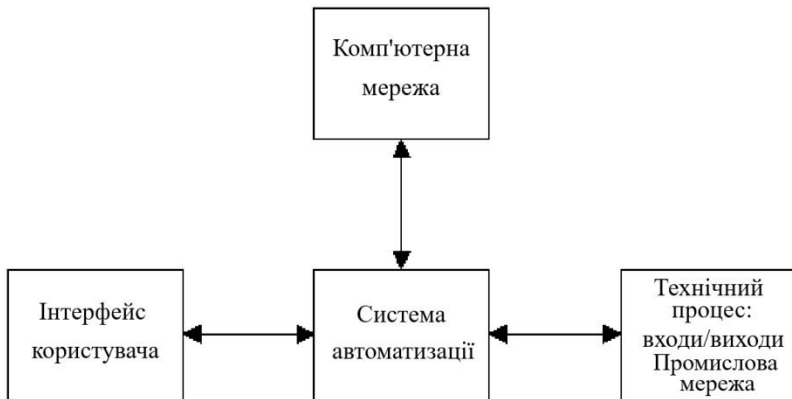 Комп'ютерна
мережа
Інтерфейс
користувача
Система
автоматизації
Технічний
процес:
входи/виходи
Промислова
мережа